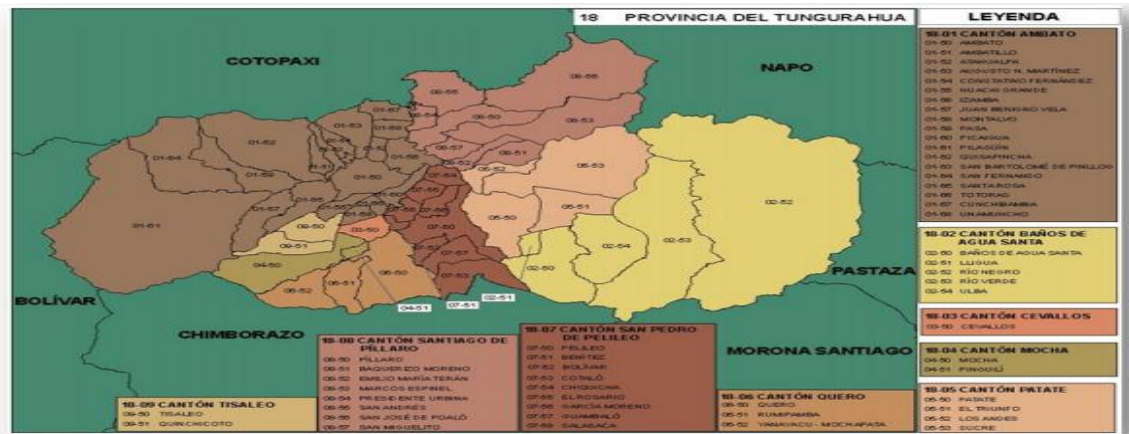 18 PROVINCIA DEL TUNGURAHUA
COTOPAXI
NAPO
BOLÍVAR
CHIMBORAZO
MORONA SANTIAGO
PASTAZA
LEYENDA
18-01 CANTÓN AMBATO
01-50 AMBATO
01-51 AMBATILLO
01-52 ATAHUALPA
01-53 AUGUSTO N. MARTÍNEZ
01-54 CONSTATINO FERNÁNDEZ
01-55 HUACHI GRANDE
01-56 IZAMBA
01-57 JUAN BENIGNO VELA
01-58 MONTALVO
01-59 PASA
01-60 PICAIGUA
01-61 PILAGÜÍN
01-62 QUISAPINCHA
01-63 SAN BARTOLOMÉ DE PINLLOG
01-64 SAN FERNANDO
01-65 SANTA ROSA
01-66 TOTORAS
01-67 CUNCHIBAMBA
01-68 UNAMUNCHO
18-02 CANTÓN BAÑOS DE
AGUA SANTA
02-50 BAÑOS DE AGUA SANTA
02-51 LLIGUA
02-52 RÍO NEGRO
02-53 RÍO VERDE
02-54 ULBA
18-03 CANTÓN CEVALLOS
03-50 CEVALLOS
18-04 CANTÓN MOCHA
04-50 MOCHA
04-51 PINGUILÍ
18-05 CANTÓN PATATE
05-50 PATATE
05-51 EL TRIUNFO
05-52 LOS ANDES
05-53 SUCRE
18-06 CANTÓN QUERO
06-50 QUERO
06-51 RUMIPAMBA
06-52 YANAYACU - MOCHAPATA
18-07 CANTÓN SAN PEDRO
DE PELILEO
07-50 PELILEO
07-51 BENÍTEZ
07-52 BOLÍVAR
07-53 COTALÓ
07-54 CHIQUICHA
07-55 EL ROSARIO
07-56 GARCÍA MORENO
07-57 GUAMBALÓ
07-58 SALASACA
18-08 CANTÓN SANTIAGO DE
PÍLLARO
08-50 PÍLLARO
08-51 BAQUERIZO MORENO
08-52 EMILIO MARÍA TERÁN
08-53 MARCOS ESPINEL
08-54 PRESIDENTE URBINA
08-55 SAN ANDRÉS
08-56 SAN JOSÉ DE POALÓ
08-57 SAN MIGUELITO
18-09 CANTÓN TISALEO
09-50 TISALEO
09-51 QUINCHICOTO